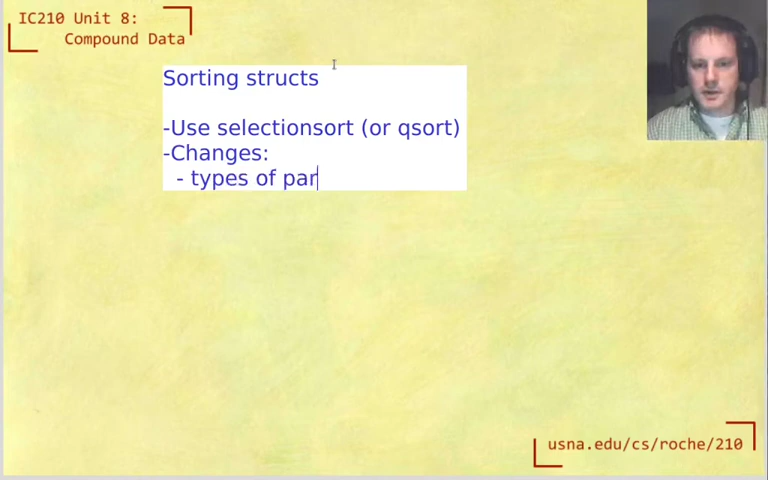 IC210 Unit 8:
Compound Data
Sorting structs
-Use selectionsort (or qsort)
-Changes:
- types of par
usna.edu/cs/roche/210